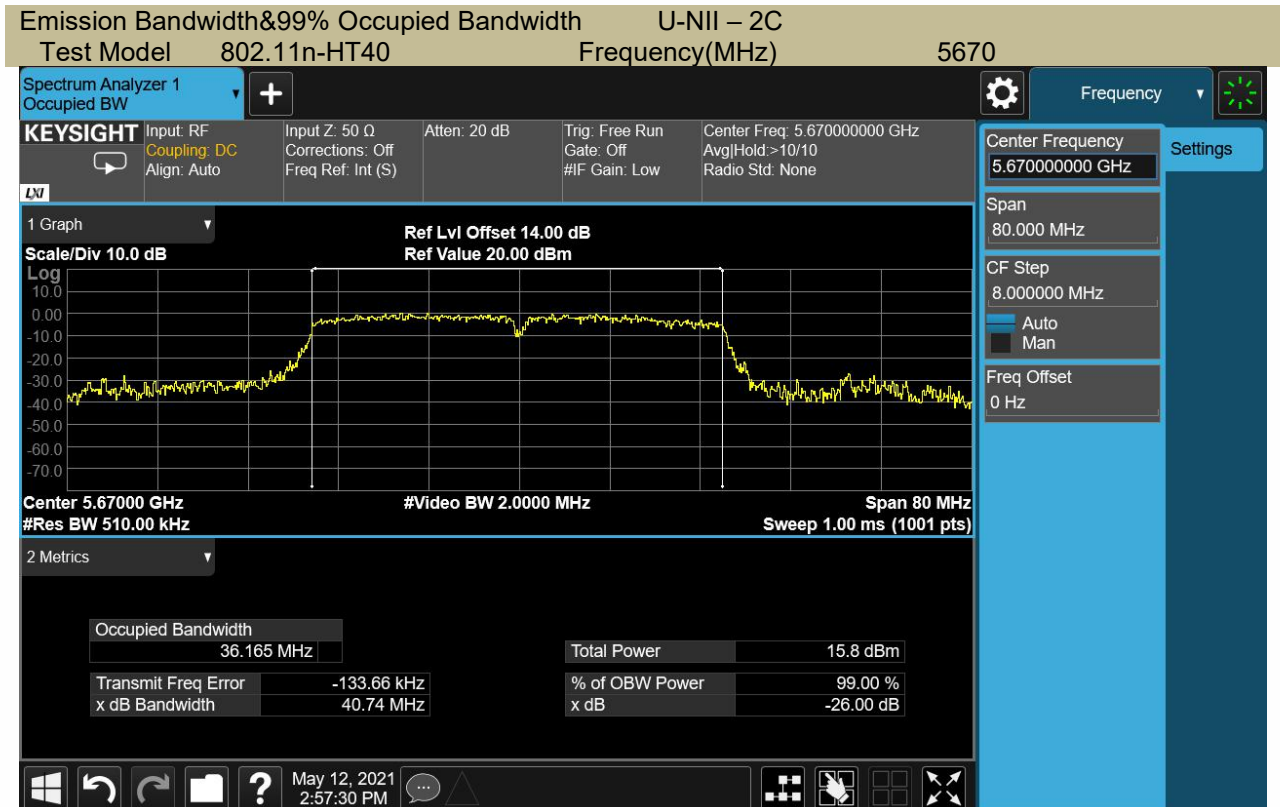 Emission Bandwidth&99% Occupied Bandwidth U-NII – 2C
Test Model 802.11n-HT40 Frequency(MHz) 5670
Spectrum Analyzer 1
Occupied BW
+
Frequency
KEYSIGHT
LXI
Input: RF
Coupling: DC
Align: Auto
Input Z: 50 Ω
Corrections: Off
Freq Ref: Int (S)
Atten: 20 dB
Trig: Free Run
Gate: Off
#IF Gain: Low
Center Freq: 5.670000000 GHz
Avg|Hold:>10/10
Radio Std: None
Center Frequency
5.670000000 GHz
Settings
Span
80.000 MHz
CF Step
8.000000 MHz
Auto
Man
Freq Offset
0 Hz
1 Graph
Scale/Div 10.0 dB
Ref Lvl Offset 14.00 dB
Ref Value 20.00 dBm
Log
10.0
0.00
-10.0
-20.0
-30.0
-40.0
-50.0
-60.0
-70.0
Center 5.67000 GHz #Video BW 2.0000 MHz Span 80 MHz
#Res BW 510.00 kHz Sweep 1.00 ms (1001 pts)
2 Metrics
Occupied Bandwidth
36.165 MHz Total Power 15.8 dBm
Transmit Freq Error -133.66 kHz % of OBW Power 99.00 %
x dB Bandwidth 40.74 MHz x dB -26.00 dB
?
May 12, 2021
2:57:30 PM